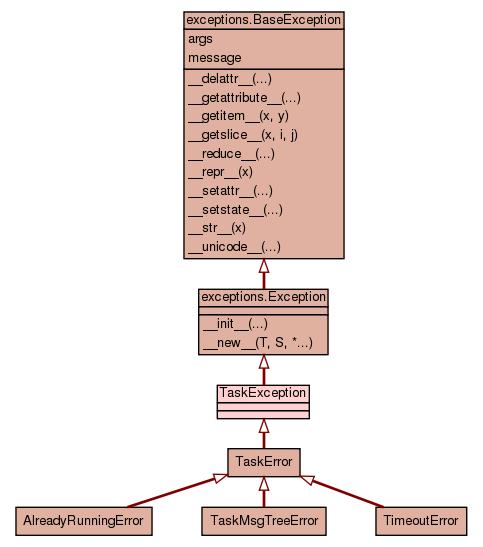 exceptions.BaseException
args
message
__delattr__(...)
__getattribute__(...)
__getitem__(x, y)
__getslice__(x, i, j)
__reduce__(...)
__repr__(x)
__setattr__(...)
__setstate__(...)
__str__(x)
__unicode__(...)
exceptions.Exception
__init__(...)
__new__(T, S, *...)
TaskException
TaskError
AlreadyRunningError
TaskMsgTreeError
TimeoutError